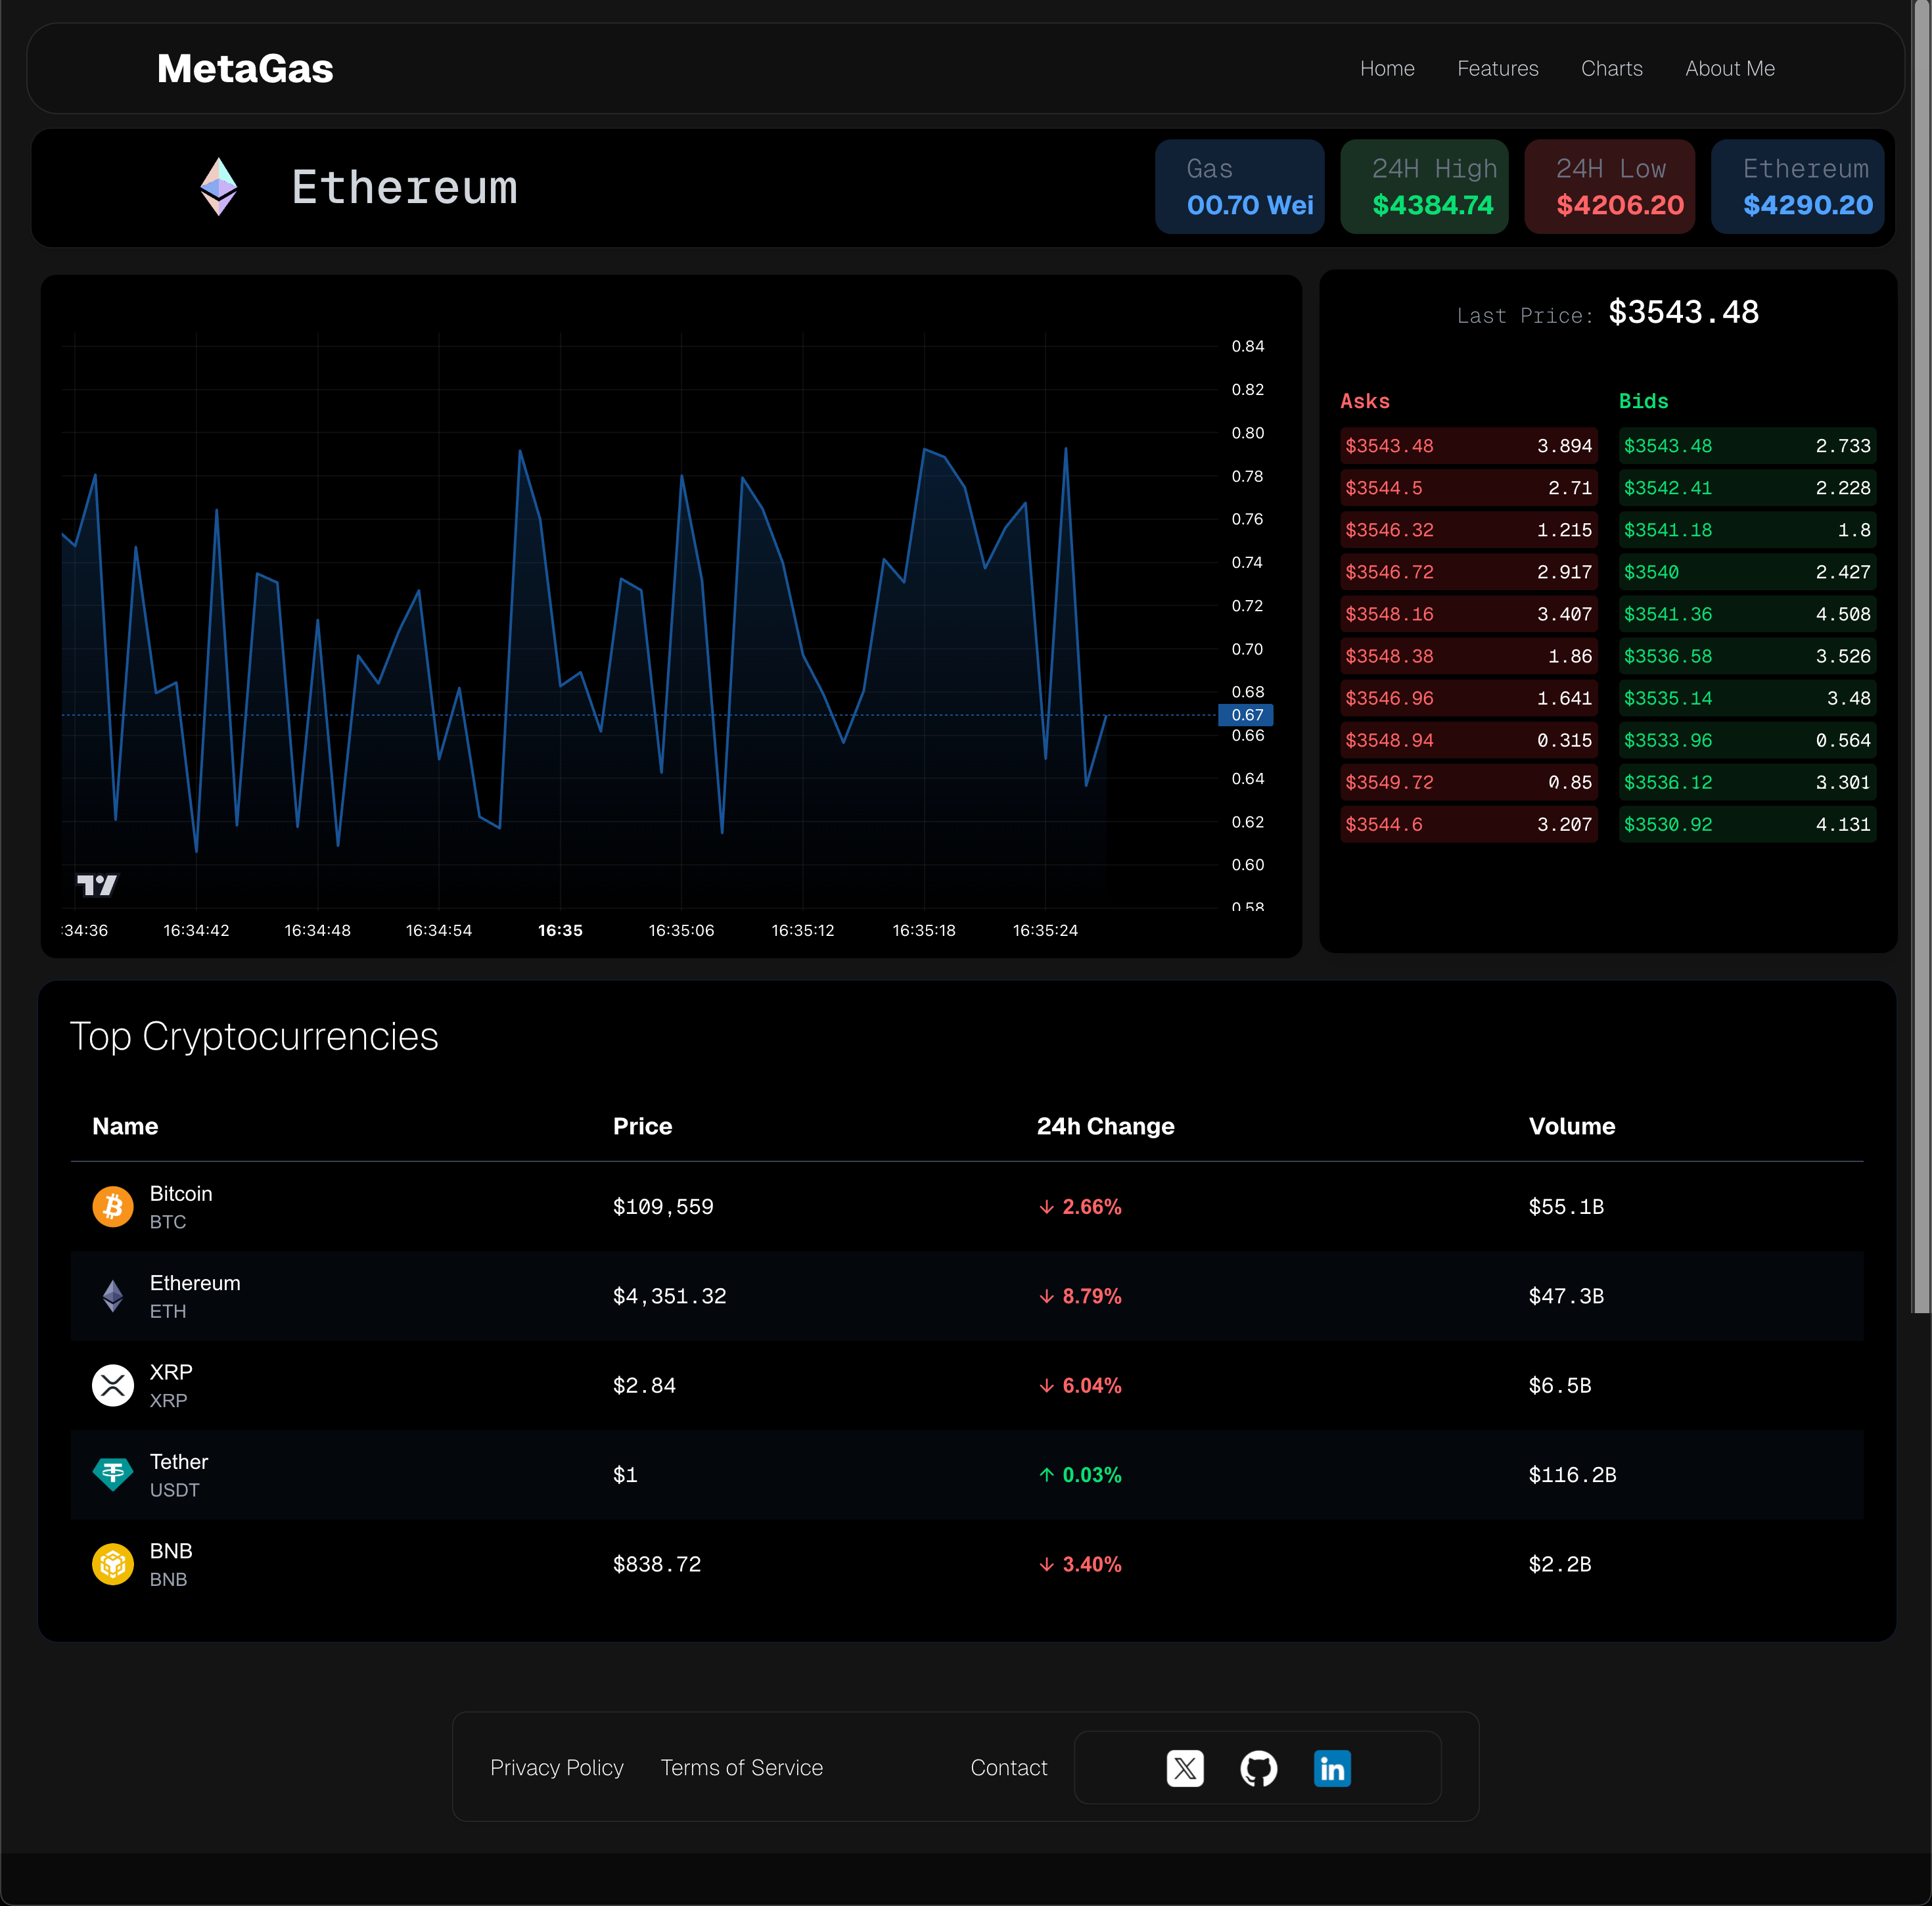 MetaGas
Home Features Charts About Me
Ethereum
Gas
00.70 Wei
24H High
$4384.74
24H Low
$4206.20
Ethereum
$4290.20
0.84
0.82
0.80
0.78
0.76
0.74
0.72
0.70
0.68
0.67
0.66
0.64
0.62
0.60
0.58
:34:36 16:34:42 16:34:48 16:34:54 16:35 16:35:06 16:35:12 16:35:18 16:35:24
Last Price: $3543.48
Asks
$3543.48 3.894
$3544.5 2.71
$3546.32 1.215
$3546.72 2.917
$3548.16 3.407
$3548.38 1.86
$3546.96 1.641
$3548.94 0.315
$3549.72 0.85
$3544.6 3.207
Bids
$3543.48 2.733
$3542.41 2.228
$3541.18 1.8
$3540 2.427
$3541.36 4.508
$3536.58 3.526
$3535.14 3.48
$3533.96 0.564
$3536.12 3.301
$3530.92 4.131
Top Cryptocurrencies
Name Price 24h Change Volume
Bitcoin
BTC
$109,559 ↓ 2.66% $55.1B
Ethereum
ETH
$4,351.32 ↓ 8.79% $47.3B
XRP
XRP
$2.84 ↓ 6.04% $6.5B
Tether
USDT
$1 ↑ 0.03% $116.2B
BNB
BNB
$838.72 ↓ 3.40% $2.2B
Privacy Policy Terms of Service Contact